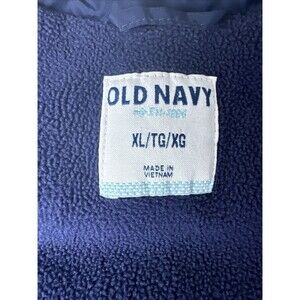 OLD NAVY
XL/TG/XG
MADE IN
VIETNAM